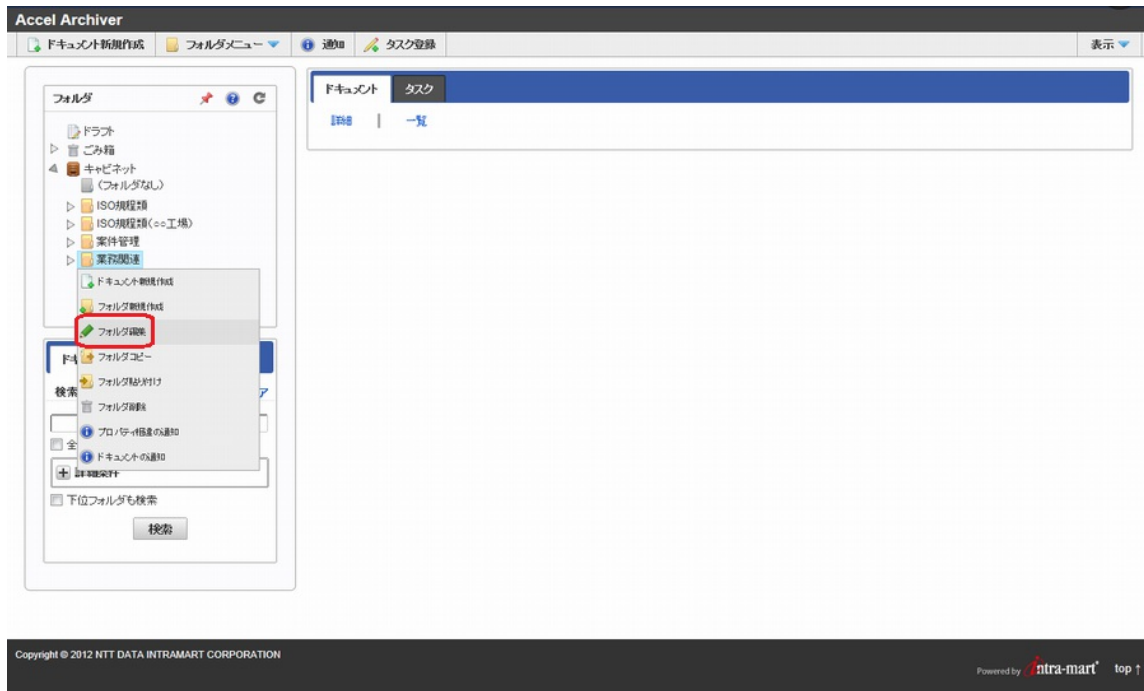 Accel Archiver
ドキュメント新規作成 フォルダメニュー 通知 タスク登録 表示
フォルダ
ドラフト
ごみ箱
キャビネット
(フォルダなし)
ISO規程類
ISO規程類(○○工場)
案件管理
業務関連
ドキュメント新規作成
フォルダ新規作成
フォルダ編集
フォルダコピー
フォルダ貼り付け
フォルダ削除
プロパティ格差の通知
ドキュメントの通知
検索
全
詳細条件
下位フォルダも検索
検索
ドキュメント タスク
詳細 | 一覧
Copyright © 2012 NTT DATA INTRAMART CORPORATION
Powered by intra-mart top ↑